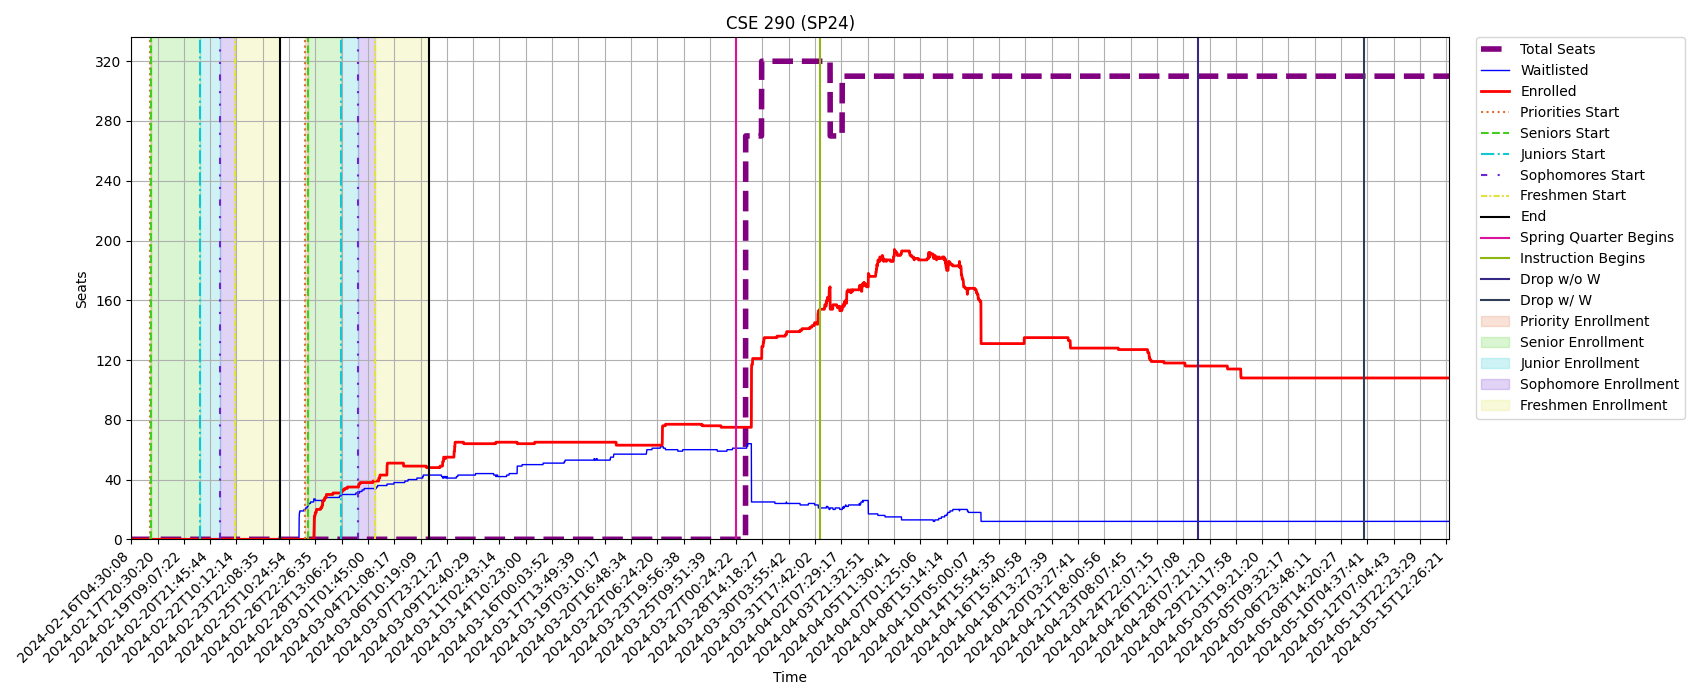 CSE 290 (SP24)
Seats
320
280
240
200
160
120
80
40
0
2024-02-16T04:30:08
2024-02-17T20:30:20
2024-02-19T09:07:22
2024-02-20T21:45:44
2024-02-22T10:12:14
2024-02-23T22:08:35
2024-02-25T10:24:54
2024-02-26T22:26:35
2024-02-28T13:06:25
2024-03-01T01:45:00
2024-03-04T21:08:17
2024-03-06T10:19:09
2024-03-07T23:21:27
2024-03-09T12:40:29
2024-03-11T02:43:14
2024-03-14T10:23:00
2024-03-16T00:03:52
2024-03-17T13:49:39
2024-03-19T03:10:17
2024-03-20T16:48:34
2024-03-22T06:24:20
2024-03-23T19:56:38
2024-03-25T09:51:39
2024-03-27T00:24:22
2024-03-28T14:18:27
2024-03-30T03:55:42
2024-03-31T17:42:02
2024-04-02T07:29:17
2024-04-03T21:32:51
2024-04-05T11:30:41
2024-04-07T01:25:06
2024-04-08T15:14:14
2024-04-10T05:00:07
2024-04-14T15:54:35
2024-04-16T15:40:58
2024-04-18T13:27:39
2024-04-20T03:27:41
2024-04-21T18:00:56
2024-04-23T08:07:45
2024-04-24T22:07:15
2024-04-26T12:17:08
2024-04-28T07:21:20
2024-04-29T21:17:58
2024-05-03T19:21:20
2024-05-05T09:32:17
2024-05-06T23:48:11
2024-05-08T14:20:27
2024-05-10T04:37:41
2024-05-12T07:04:43
2024-05-13T22:23:29
2024-05-15T12:26:21
Time
Total Seats
Waitlisted
Enrolled
Priorities Start
Seniors Start
Juniors Start
Sophomores Start
Freshmen Start
End
Spring Quarter Begins
Instruction Begins
Drop w/o W
Drop w/ W
Priority Enrollment
Senior Enrollment
Junior Enrollment
Sophomore Enrollment
Freshmen Enrollment